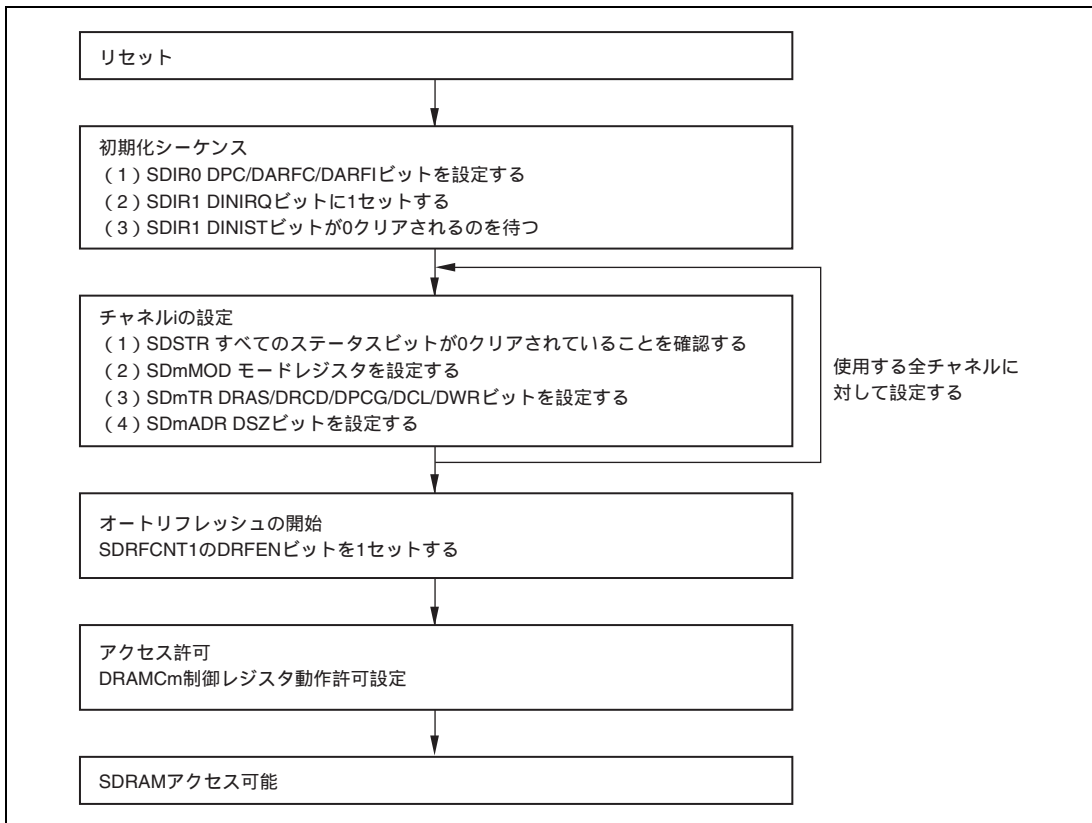 リセット
初期化シーケンス
（1）SDIR0 DPC/DARFC/DARFIビットを設定する
（2）SDIR1 DINIRQビットに1セットする
（3）SDIR1 DINISTビットが0クリアされるのを待つ
チャネルiの設定
（1）SDSTR すべてのステータスビットが0クリアされていることを確認する
（2）SDmMOD モードレジスタを設定する
（3）SDmTR DRAS/DRCD/DPCG/DCL/DWRビットを設定する
（4）SDmADR DSZビットを設定する
使用する全チャネルに
対して設定する
オートリフレッシュの開始
SDRFCNT1のDRFENビットを1セットする
アクセス許可
DRAMCm制御レジスタ動作許可設定
SDRAMアクセス可能